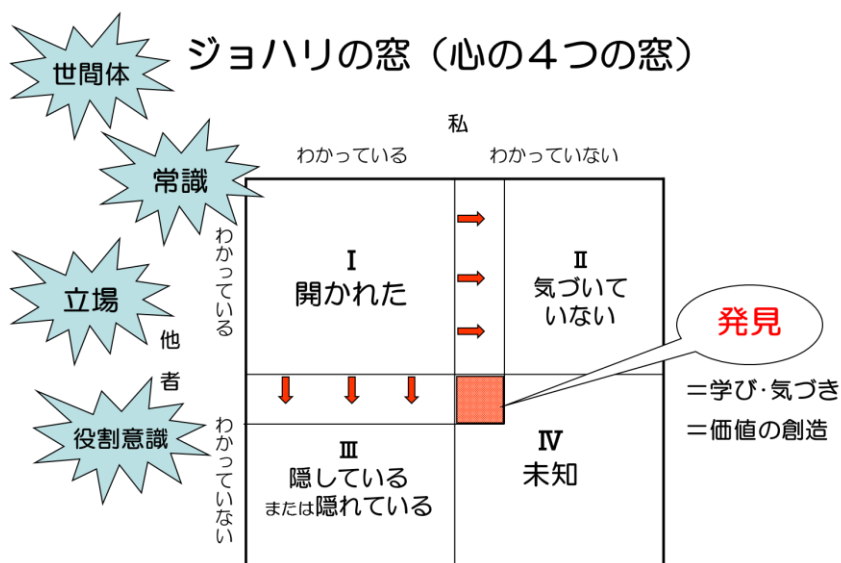 世間体
ジョハリの窓（心の４つの窓）
私
わかっている
わかっていない
常識
わかっている
Ⅰ
開かれた
Ⅱ
気づいて
いない
立場
発見
他者
＝学び・気づき
＝価値の創造
役割意識
わかっていない
Ⅲ
隠している
または隠れている
Ⅳ
未知